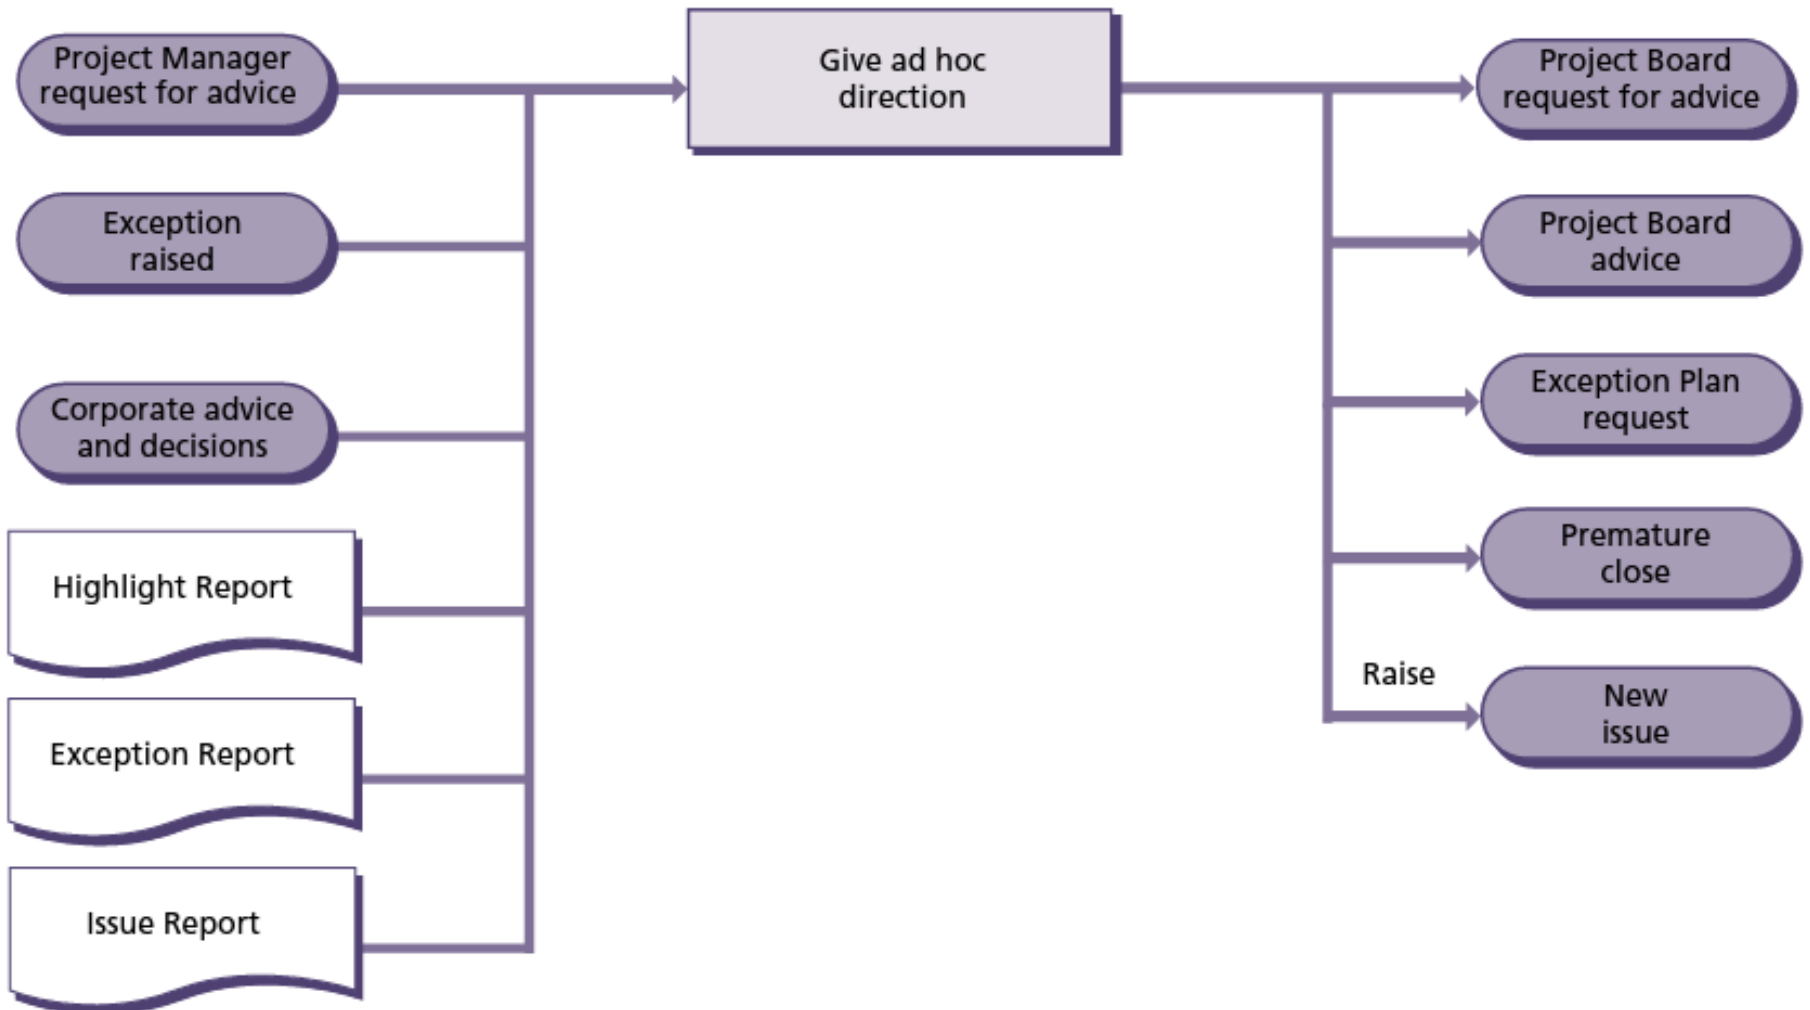 Project Manager
request for advice
Exception
raised
Corporate advice
and decisions
Highlight Report
Exception Report
Issue Report
Give ad hoc
direction
Project Board
request for advice
Project Board
advice
Exception Plan
request
Premature
close
Raise
New
issue